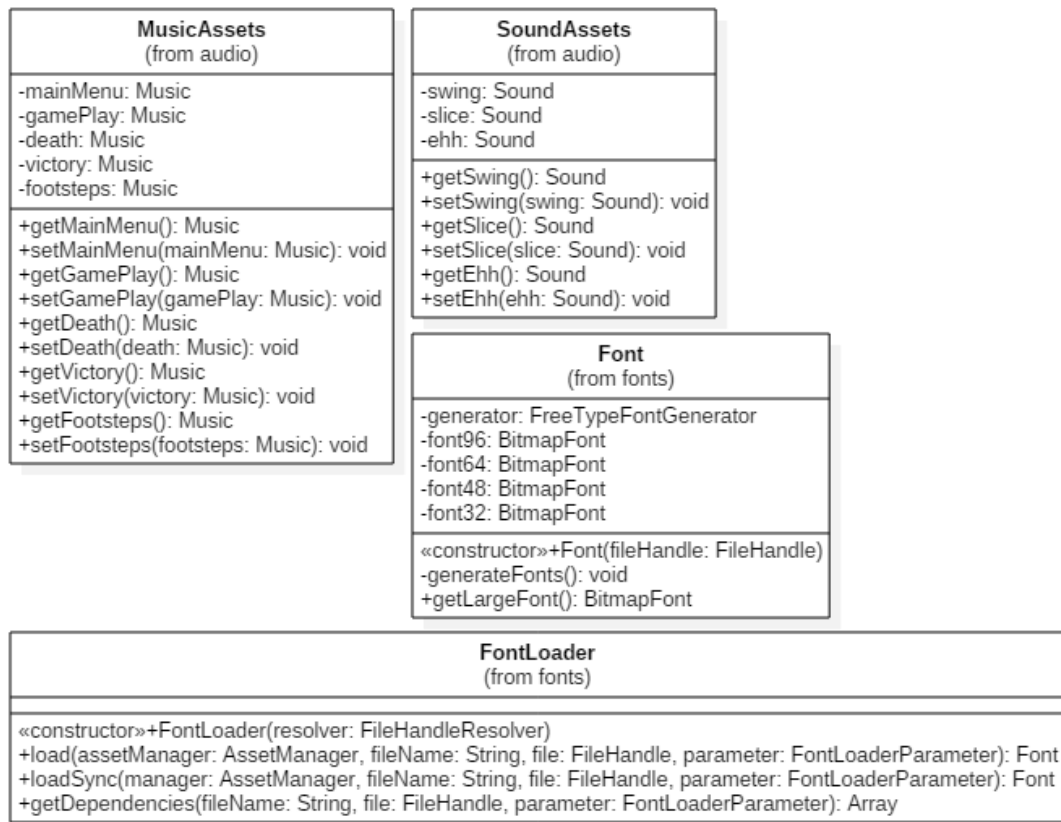 MusicAssets
(from audio)
-mainMenu: Music
-gamePlay: Music
-death: Music
-victory: Music
-footsteps: Music
+getMainMenu(): Music
+setMainMenu(mainMenu: Music): void
+getGamePlay(): Music
+setGamePlay(gamePlay: Music): void
+getDeath(): Music
+setDeath(death: Music): void
+getVictory(): Music
+setVictory(victory: Music): void
+getFootsteps(): Music
+setFootsteps(footsteps: Music): void
SoundAssets
(from audio)
-swing: Sound
-slice: Sound
-ehh: Sound
+getSwing(): Sound
+setSwing(swing: Sound): void
+getSlice(): Sound
+setSlice(slice: Sound): void
+getEhh(): Sound
+setEhh(ehh: Sound): void
Font
(from fonts)
-generator: FreeTypeFontGenerator
-font96: BitmapFont
-font64: BitmapFont
-font48: BitmapFont
-font32: BitmapFont
«constructor»+Font(fileHandle: FileHandle)
-generateFonts(): void
+getLargeFont(): BitmapFont
FontLoader
(from fonts)
«constructor»+FontLoader(resolver: FileHandleResolver)
+load(assetManager: AssetManager, fileName: String, file: FileHandle, parameter: FontLoaderParameter): Font
+loadSync(manager: AssetManager, fileName: String, file: FileHandle, parameter: FontLoaderParameter): Font
+getDependencies(fileName: String, file: FileHandle, parameter: FontLoaderParameter): Array